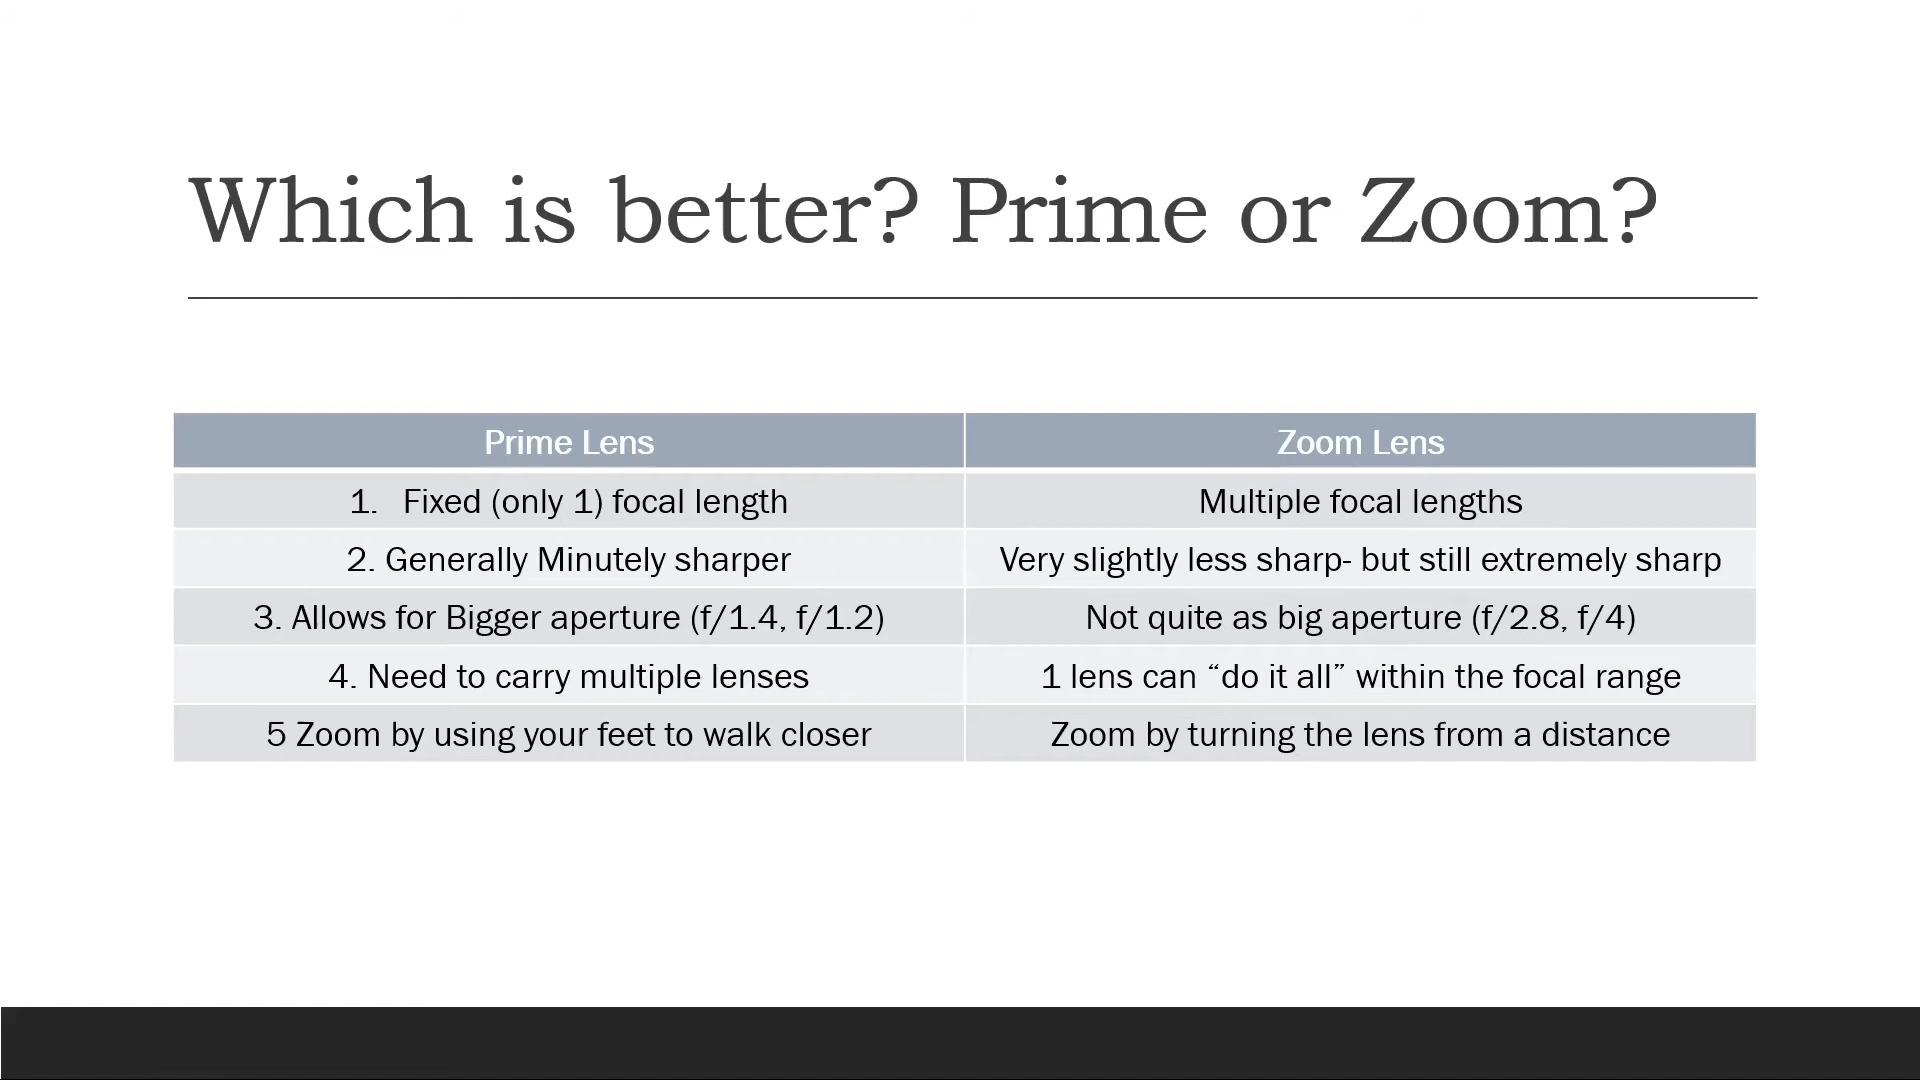 Which is better? Prime or Zoom?
Prime Lens
Zoom Lens
1. Fixed (only 1) focal length
Multiple focal lengths
2. Generally Minutely sharper
Very slightly less sharp- but still extremely sharp
3. Allows for Bigger aperture (f/1.4, f/1.2)
Not quite as big aperture (f/2.8, f/4)
4. Need to carry multiple lenses
1 lens can “do it all” within the focal range
5 Zoom by using your feet to walk closer
Zoom by turning the lens from a distance